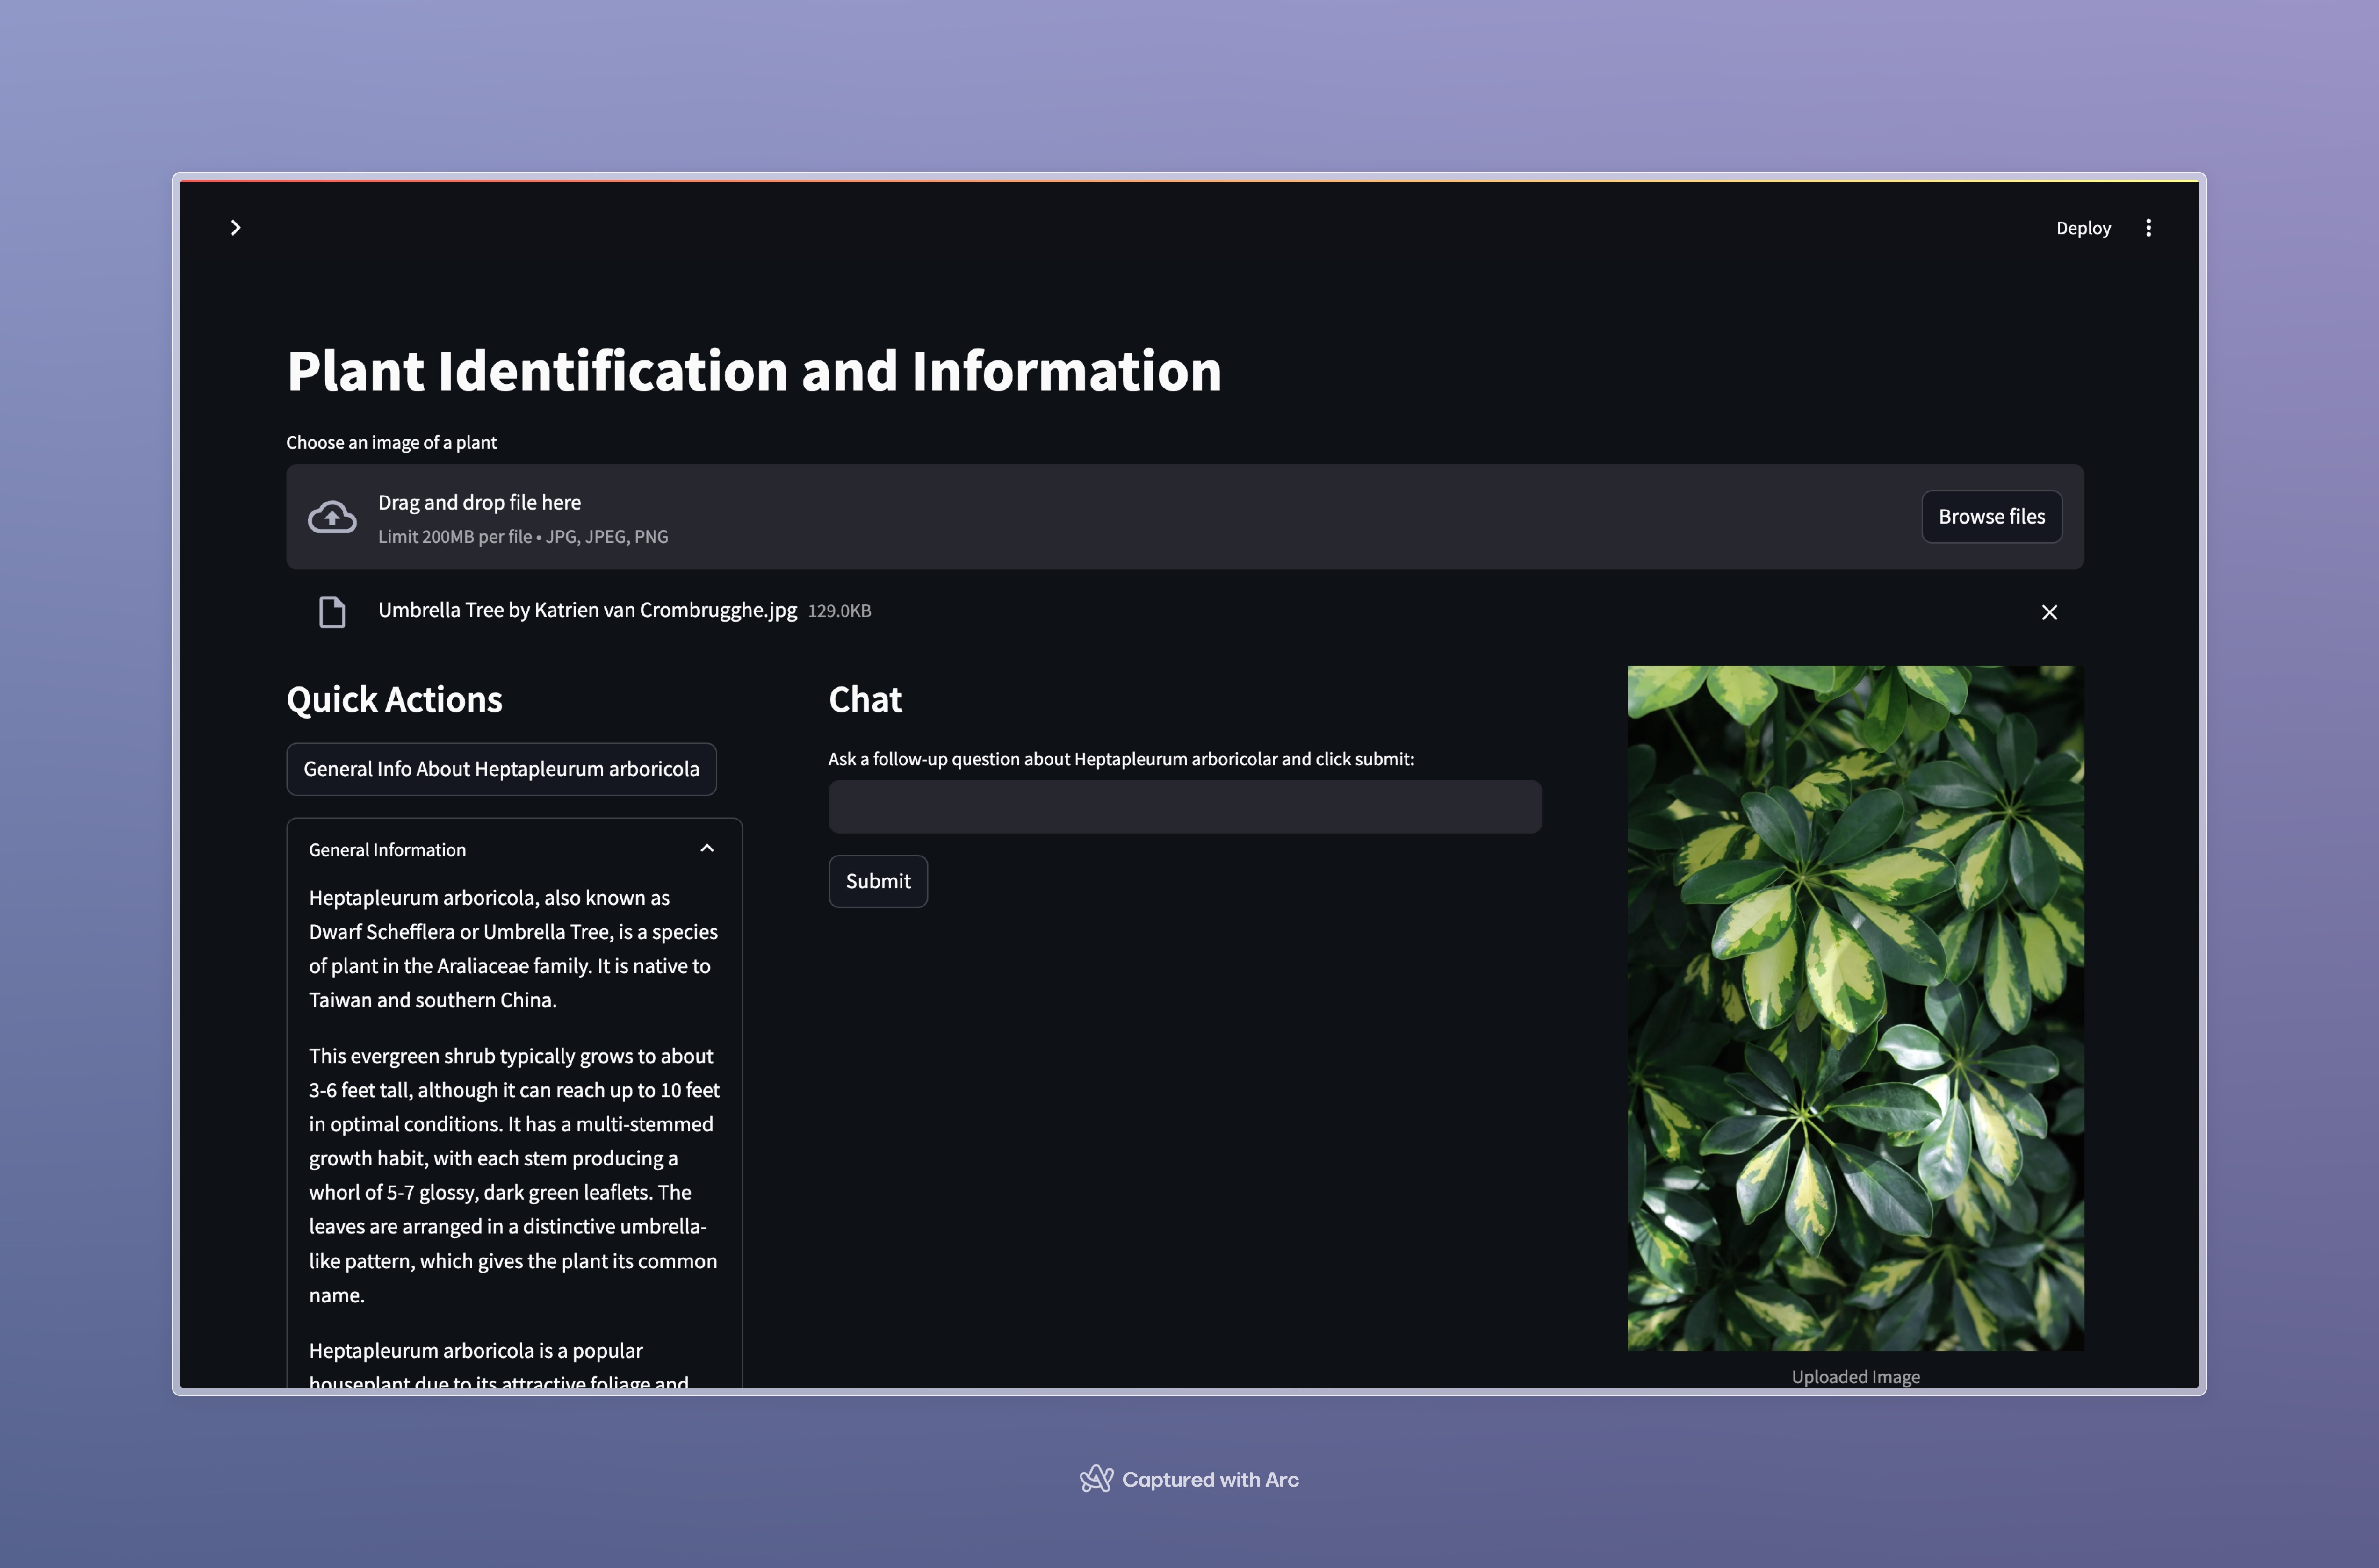 Deploy
Plant Identification and Information
Choose an image of a plant
Drag and drop file here
Limit 200MB per file • JPG, JPEG, PNG
Browse files
Umbrella Tree by Katrien van Crombrugghe.jpg 129.0KB
Quick Actions
General Info About Heptapleurum arboricola
General Information
Heptapleurum arboricola, also known as
Dwarf Schefflera or Umbrella Tree, is a species
of plant in the Araliaceae family. It is native to
Taiwan and southern China.
This evergreen shrub typically grows to about
3-6 feet tall, although it can reach up to 10 feet
in optimal conditions. It has a multi-stemmed
growth habit, with each stem producing a
whorl of 5-7 glossy, dark green leaflets. The
leaves are arranged in a distinctive umbrella-
like pattern, which gives the plant its common
name.
Heptapleurum arboricola is a popular
houseplant due to its attractive foliage and
Chat
Ask a follow-up question about Heptapleurum arboricolar and click submit:
Submit
Uploaded Image
Captured with Arc